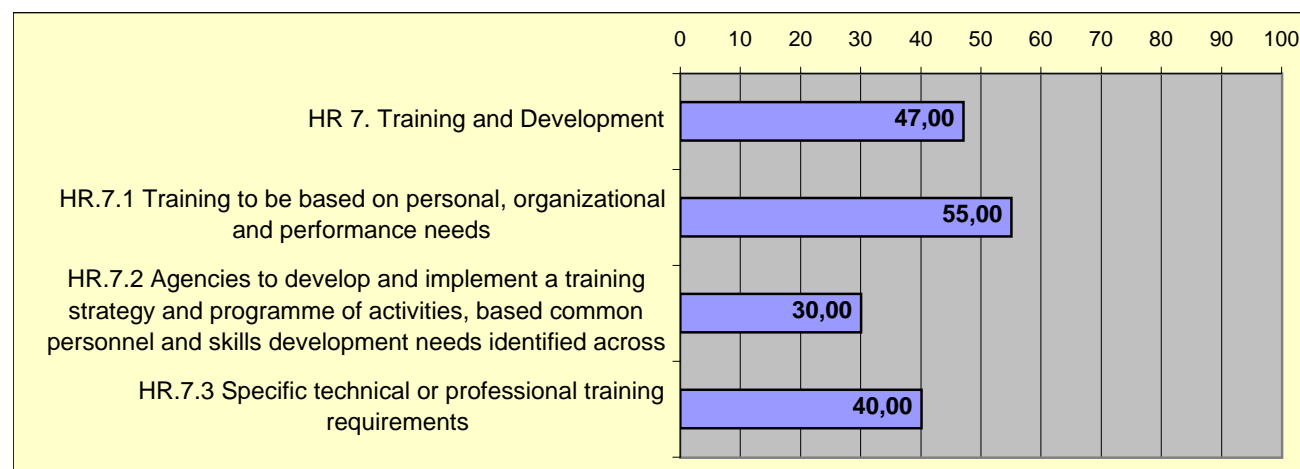 0 10 20 30 40 50 60 70 80 90 100
HR 7. Training and Development
47,00
HR.7.1 Training to be based on personal, organizational
and performance needs
55,00
HR.7.2 Agencies to develop and implement a training
strategy and programme of activities, based common
personnel and skills development needs identified across
30,00
HR.7.3 Specific technical or professional training
requirements
40,00